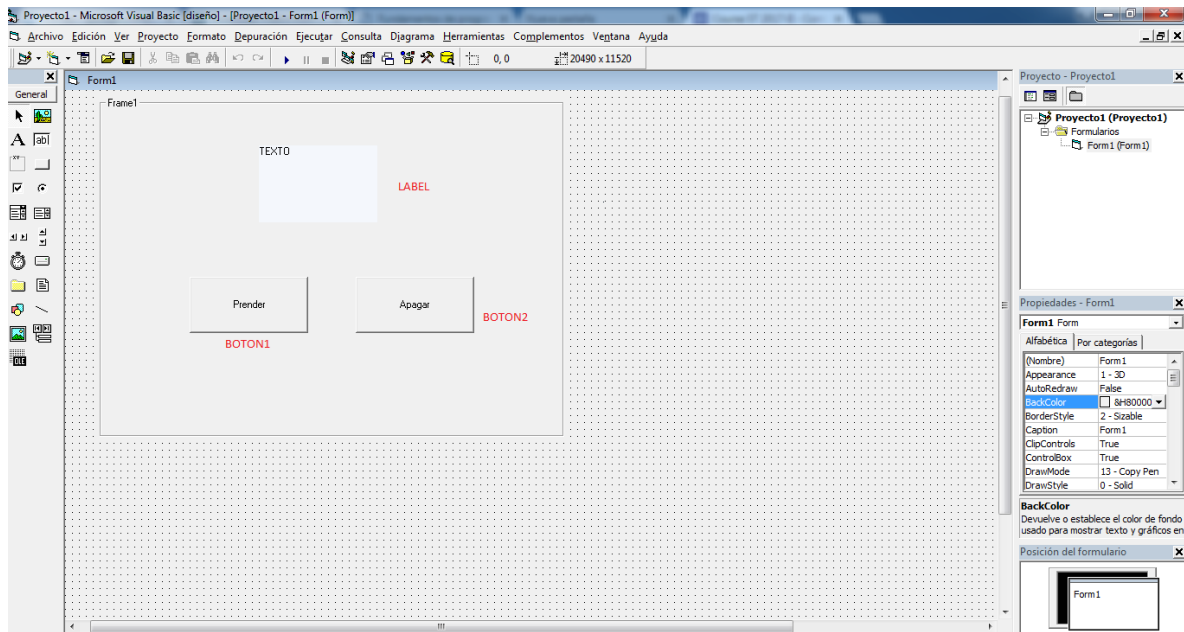 Proyecto1 - Microsoft Visual Basic [diseño] - [Proyecto1 - Form1 (Form)]
Archivo Edición Ver Proyecto Formato Depuración Ejecutar Consulta Diagrama Herramientas Complementos Ventana Ayuda
0, 0 20490 x 11520
General
Form1
Frame1
TEXTO
LABEL
Prender
Apagar
BOTON1
BOTON2
OLE
Proyecto - Proyecto1
Proyecto1 (Proyecto1)
Formularios
Form1 (Form1)
Propiedades - Form1
Form1 Form
Alfabética Por categorías
(Nombre) Form1
Appearance 1 - 3D
AutoRedraw False
BackColor &H80000
BorderStyle 2 - Sizable
Caption Form1
ClipControls True
ControlBox True
DrawMode 13 - Copy Pen
DrawStyle 0 - Solid
BackColor
Devuelve o establece el color de fondo
usado para mostrar texto y gráficos en
Posición del formulario
Form1